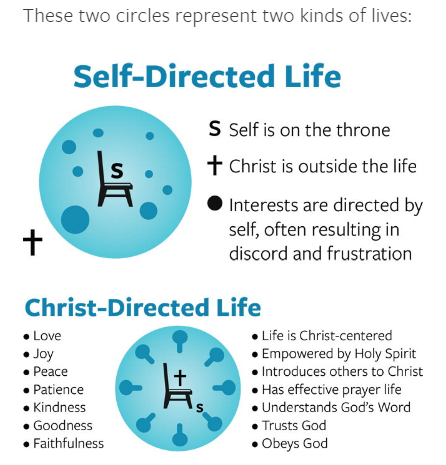 These two circles represent two kinds of lives:
Self-Directed Life
S
S Self is on the throne
† Christ is outside the life
● Interests are directed by
self, often resulting in
discord and frustration
†
Christ-Directed Life
• Love
• Joy
• Peace
• Patience
• Kindness
• Goodness
• Faithfulness
†
s
• Life is Christ-centered
• Empowered by Holy Spirit
• Introduces others to Christ
• Has effective prayer life
• Understands God's Word
• Trusts God
• Obeys God